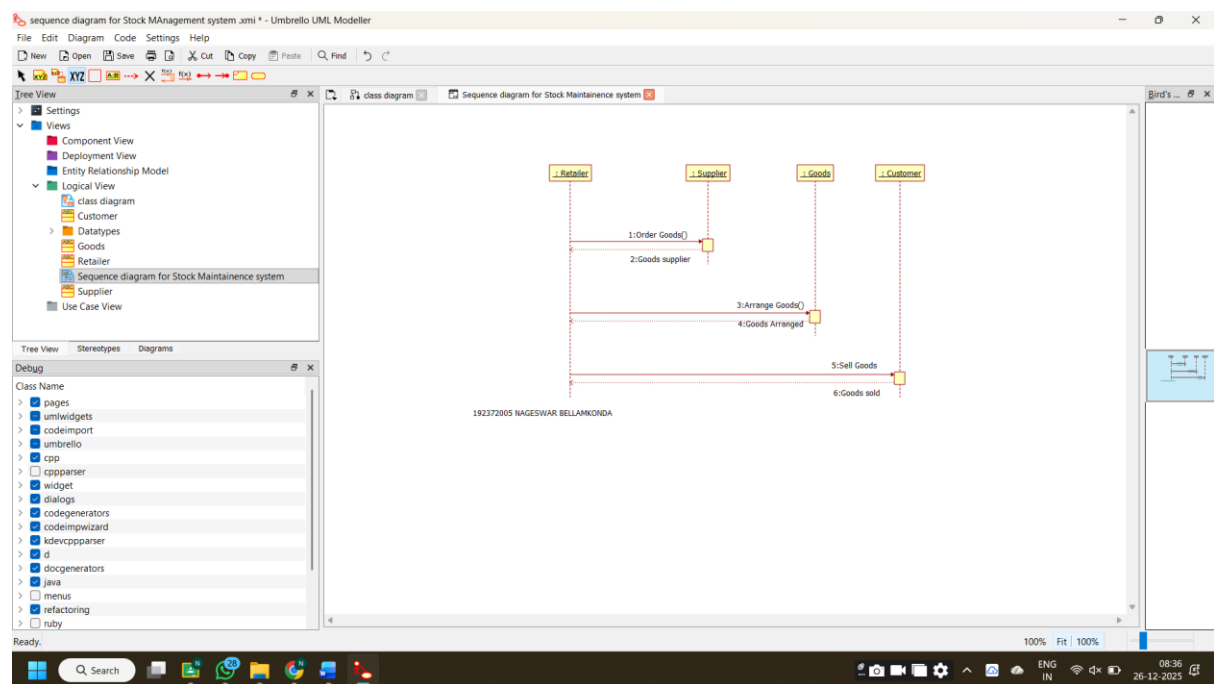 sequence diagram for Stock MAnagement system .xmi * - Umbrello UML Modeller
File Edit Diagram Code Settings Help
New Open Save Cut Copy Paste Find
XYZ A:B f(x)
Tree View
class diagram
Sequence diagram for Stock Maintainence system
Bird's ...
Settings
Views
Component View
Deployment View
Entity Relationship Model
Logical View
class diagram
Customer
Datatypes
Goods
Retailer
Sequence diagram for Stock Maintainence system
Supplier
Use Case View
Tree View Stereotypes Diagrams
Debug
Class Name
pages
umlwidgets
codeimport
umbrello
cpp
cppparser
widget
dialogs
codegenerators
codeimpwizard
kdevcppparser
d
docgenerators
java
menus
refactoring
ruby
: Retailer : Supplier : Goods : Customer
1:Order Goods()
2:Goods supplier
3:Arrange Goods()
4:Goods Arranged
5:Sell Goods
6:Goods sold
192372005 NAGESWAR BELLAMKONDA
Ready.
100% Fit 100%
Search
28
ENG
IN
08:36
26-12-2025